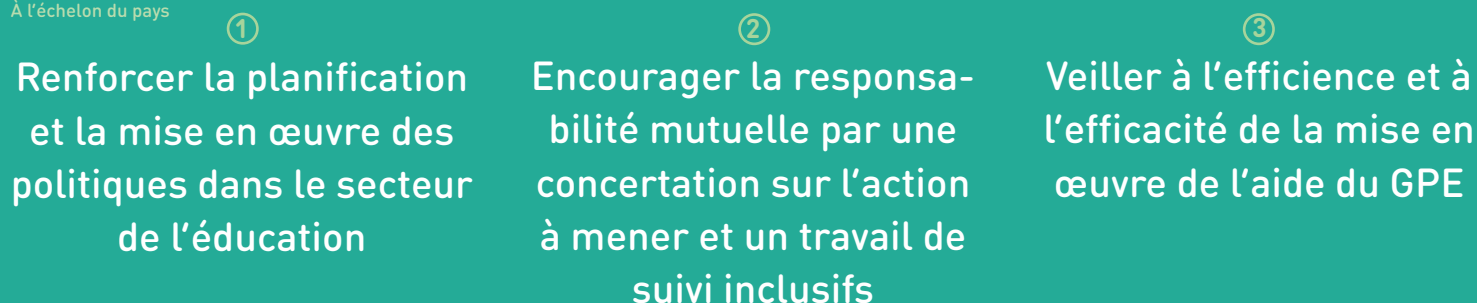 À l’échelon du pays
1
Renforcer la planification
et la mise en œuvre des
politiques dans le secteur
de l’éducation
2
Encourager la responsa-
bilité mutuelle par une
concertation sur l’action
à mener et un travail de
suivi inclusifs
3
Veiller à l’efficience et à
l’efficacité de la mise en
œuvre de l’aide du GPE